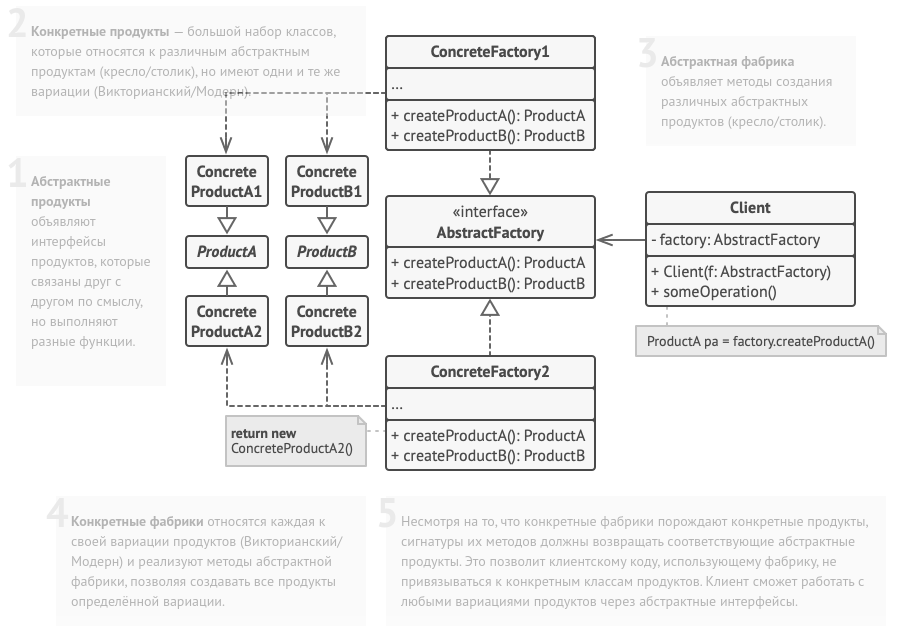 2
Конкретные продукты — большой набор классов,
которые относятся к различным абстрактным
продуктам (кресло/столик), но имеют одни и те же
вариации (Викторианский/Модерн).
ConcreteFactory1
...
+ createProductA(): ProductA
+ createProductB(): ProductB
3
Абстрактная фабрика
объявляет методы создания
различных абстрактных
продуктов (кресло/столик).
1
Абстрактные
продукты
объявляют
интерфейсы
продуктов, которые
связаны друг с
другом по смыслу,
но выполняют
разные функции.
Concrete
ProductA1
Concrete
ProductB1
ProductA
ProductB
Concrete
ProductA2
Concrete
ProductB2
«interface»
AbstractFactory
+ createProductA(): ProductA
+ createProductB(): ProductB
Client
- factory: AbstractFactory
+ Client(f: AbstractFactory)
+ someOperation()
ProductA pa = factory.createProductA()
ConcreteFactory2
...
+ createProductA(): ProductA
+ createProductB(): ProductB
return new
ConcreteProductA2()
4
Конкретные фабрики относятся каждая к
своей вариации продуктов (Викторианский/
Модерн) и реализуют методы абстрактной
фабрики, позволяя создавать все продукты
определённой вариации.
5
Несмотря на то, что конкретные фабрики порождают конкретные продукты,
сигнатуры их методов должны возвращать соответствующие абстрактные
продукты. Это позволит клиентскому коду, использующему фабрику, не
привязываться к конкретным классам продуктов. Клиент сможет работать с
любыми вариациями продуктов через абстрактные интерфейсы.